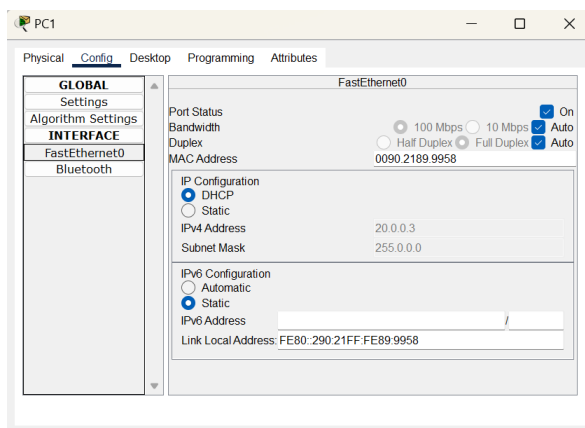 PC1
Physical Config Desktop Programming Attributes
GLOBAL
Settings
Algorithm Settings
INTERFACE
FastEthernet0
Bluetooth
FastEthernet0
Port Status On
Bandwidth 100 Mbps 10 Mbps Auto
Duplex Half Duplex Full Duplex Auto
MAC Address 0090.2189.9958
IP Configuration
DHCP
Static
IPv4 Address 20.0.0.3
Subnet Mask 255.0.0.0
IPv6 Configuration
Automatic
Static
IPv6 Address /
Link Local Address: FE80::290:21FF:FE89:9958